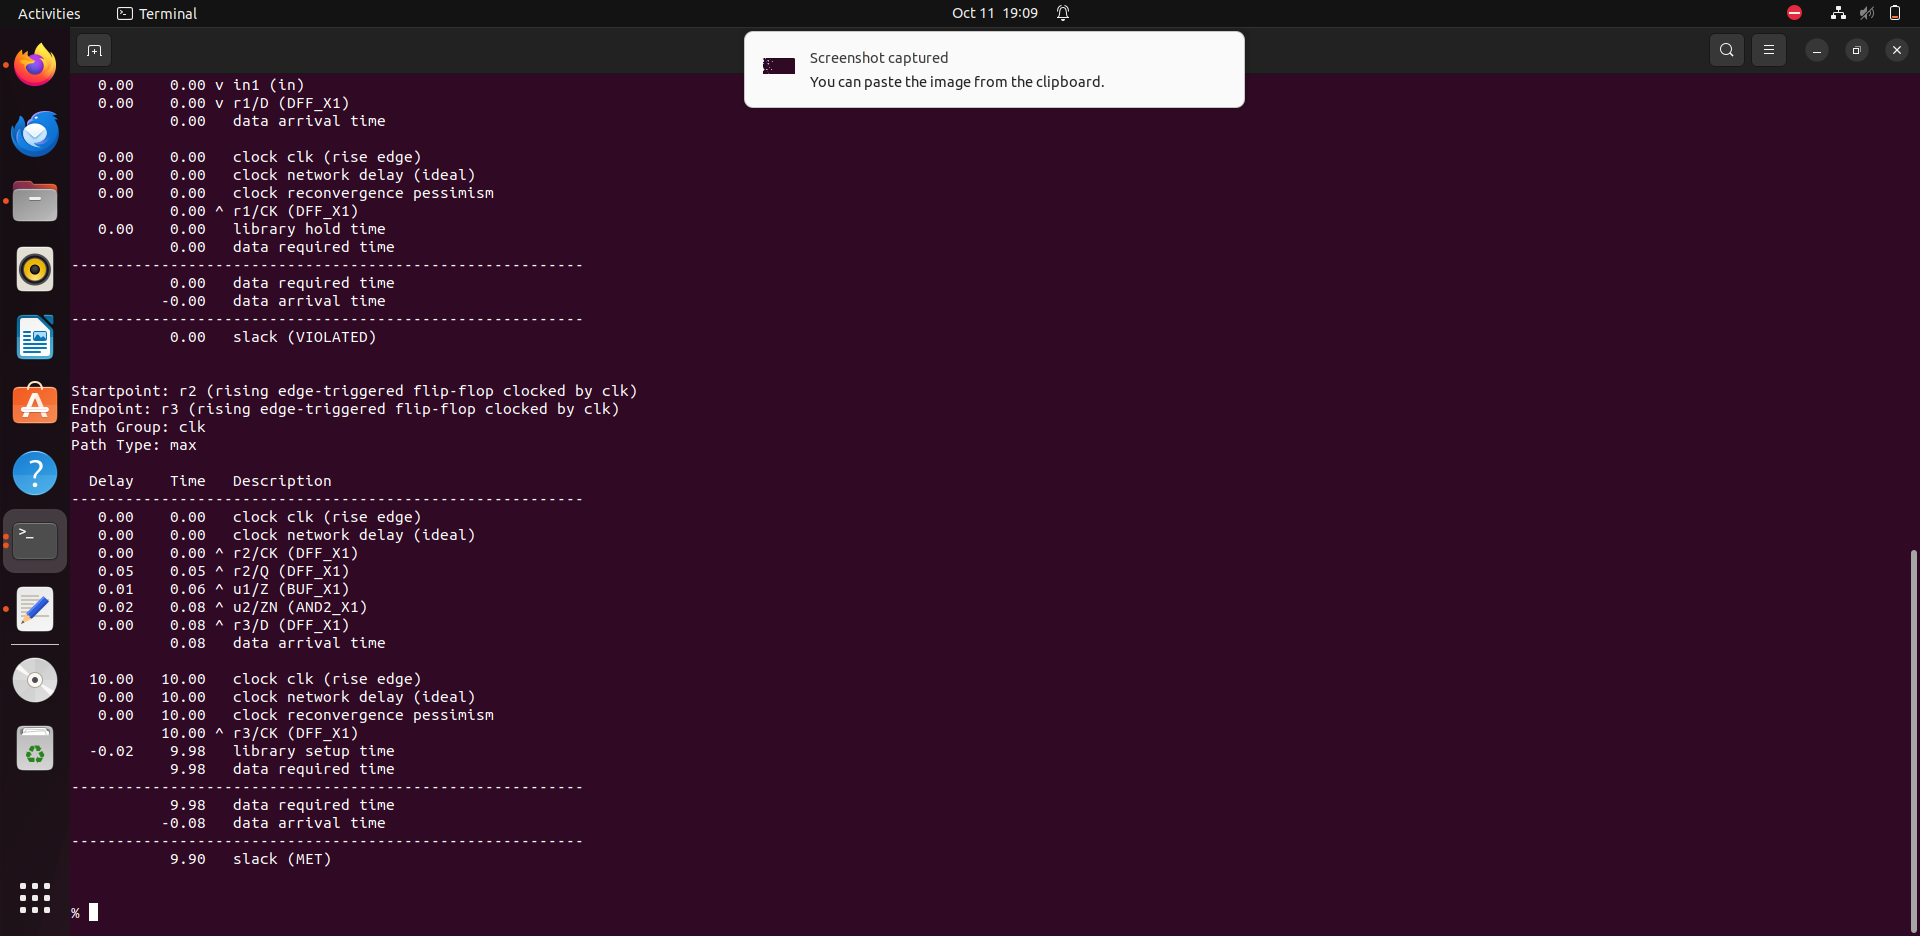 Activities Terminal Oct 11 19:09
Screenshot captured
You can paste the image from the clipboard.
0.00 0.00 v in1 (in)
0.00 0.00 v r1/D (DFF_X1)
0.00 data arrival time
0.00 0.00 clock clk (rise edge)
0.00 0.00 clock network delay (ideal)
0.00 0.00 clock reconvergence pessimism
0.00 ^ r1/CK (DFF_X1)
0.00 0.00 library hold time
0.00 data required time
---------------------------------------------------------
0.00 data required time
-0.00 data arrival time
---------------------------------------------------------
0.00 slack (VIOLATED)
Startpoint: r2 (rising edge-triggered flip-flop clocked by clk)
Endpoint: r3 (rising edge-triggered flip-flop clocked by clk)
Path Group: clk
Path Type: max
Delay Time Description
---------------------------------------------------------
0.00 0.00 clock clk (rise edge)
0.00 0.00 clock network delay (ideal)
0.00 0.00 ^ r2/CK (DFF_X1)
0.05 0.05 ^ r2/Q (DFF_X1)
0.01 0.06 ^ u1/Z (BUF_X1)
0.02 0.08 ^ u2/ZN (AND2_X1)
0.00 0.08 ^ r3/D (DFF_X1)
0.08 data arrival time
10.00 10.00 clock clk (rise edge)
0.00 10.00 clock network delay (ideal)
0.00 10.00 clock reconvergence pessimism
10.00 ^ r3/CK (DFF_X1)
-0.02 9.98 library setup time
9.98 data required time
---------------------------------------------------------
9.98 data required time
-0.08 data arrival time
---------------------------------------------------------
9.90 slack (MET)
%